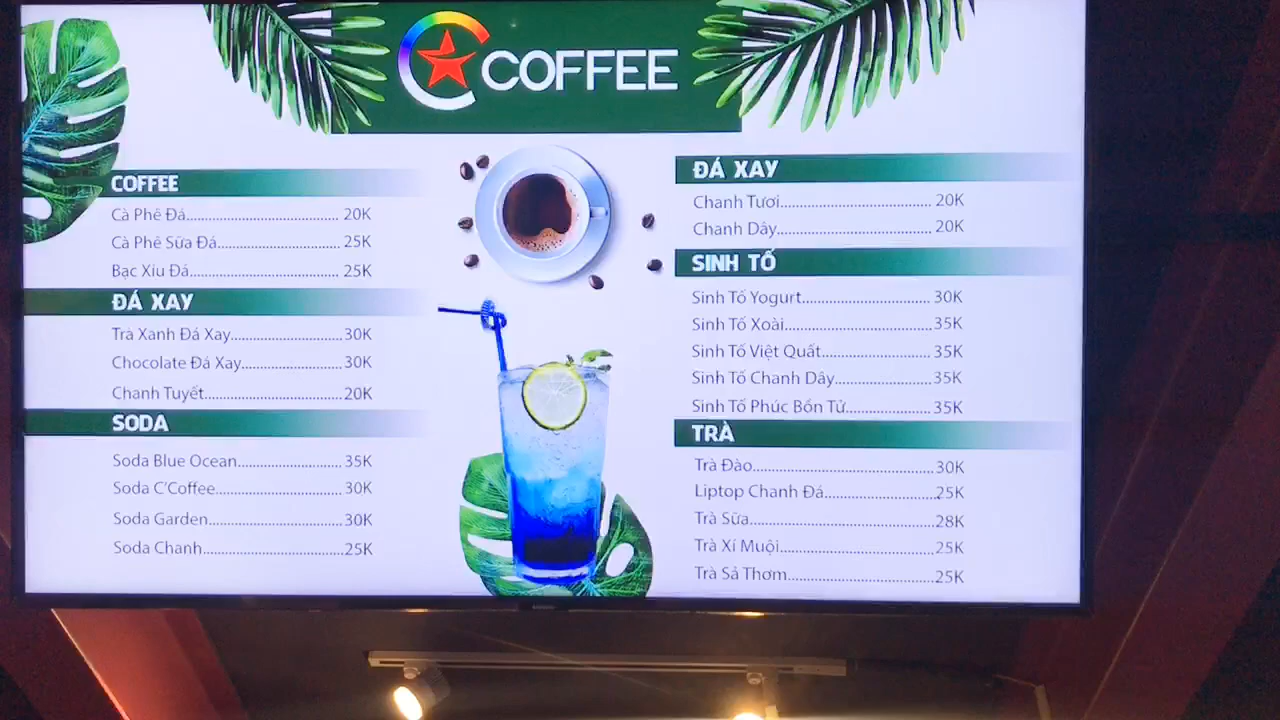 COFFEE
COFFEE
Cà Phê Đá 20K
Cà Phê Sữa Đá 25K
Bạc Xíu Đá 25K
ĐÁ XAY
Trà Xanh Đá Xay 30K
Chocolate Đá Xay 30K
Chanh Tuyết 20K
SODA
Soda Blue Ocean 35K
Soda C'Coffee 30K
Soda Garden 30K
Soda Chanh 25K
ĐÁ XAY
Chanh Tươi 20K
Chanh Dây 20K
SINH TỐ
Sinh Tố Yogurt 30K
Sinh Tố Xoài 35K
Sinh Tố Việt Quất 35K
Sinh Tố Chanh Dây 35K
Sinh Tố Phúc Bồn Tử 35K
TRÀ
Trà Đào 30K
Liptop Chanh Đá 25K
Trà Sữa 28K
Trà Xí Muội 25K
Trà Sả Thơm 25K